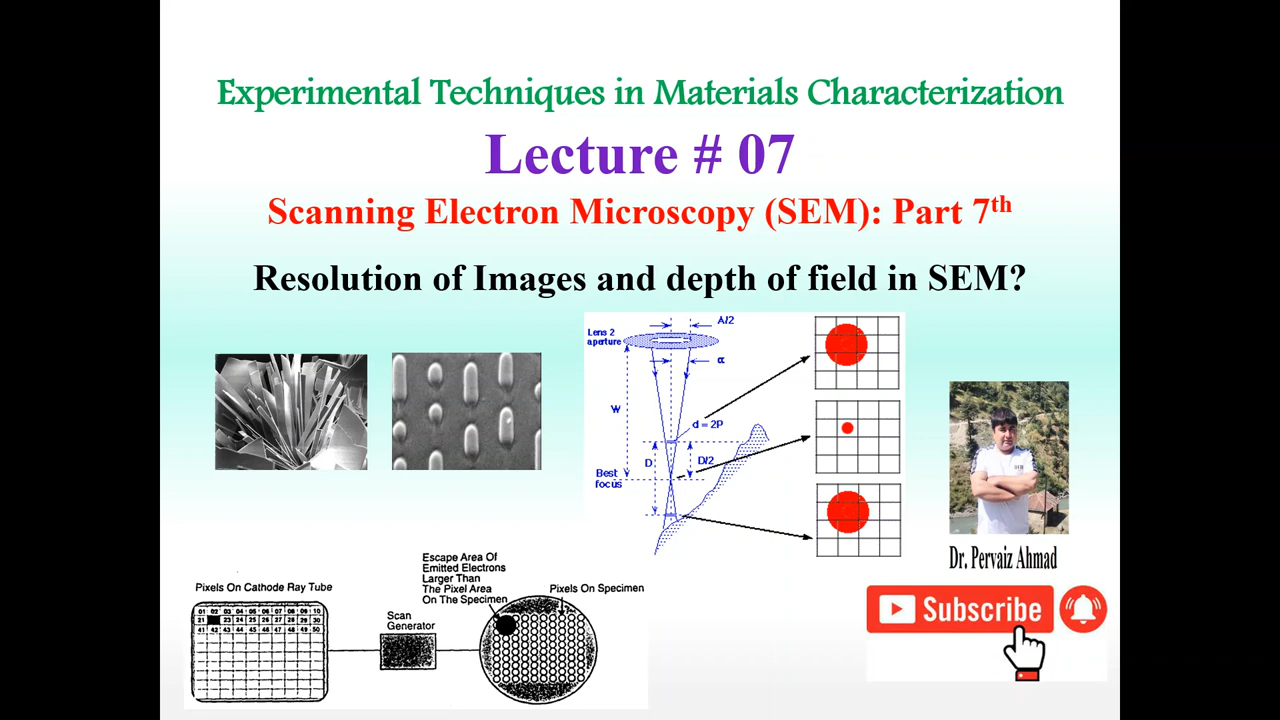 Experimental Techniques in Materials Characterization
Lecture # 07
Scanning Electron Microscopy (SEM): Part 7th
Resolution of Images and depth of field in SEM?
Lens 2
aperture
A/2
α
W
d = 2P
D
D/2
Best
focus
Dr. Pervaiz Ahmad
Subscribe
Pixels On Cathode Ray Tube
01 02 03 04 05 06 07 08 09 10
21 23 24 25 26 27 28 29 30
41 42 43 44 45 46 47 48 49 50
Scan
Generator
Escape Area Of
Emitted Electrons
Larger Than
The Pixel Area
On The Specimen
Pixels On Specimen